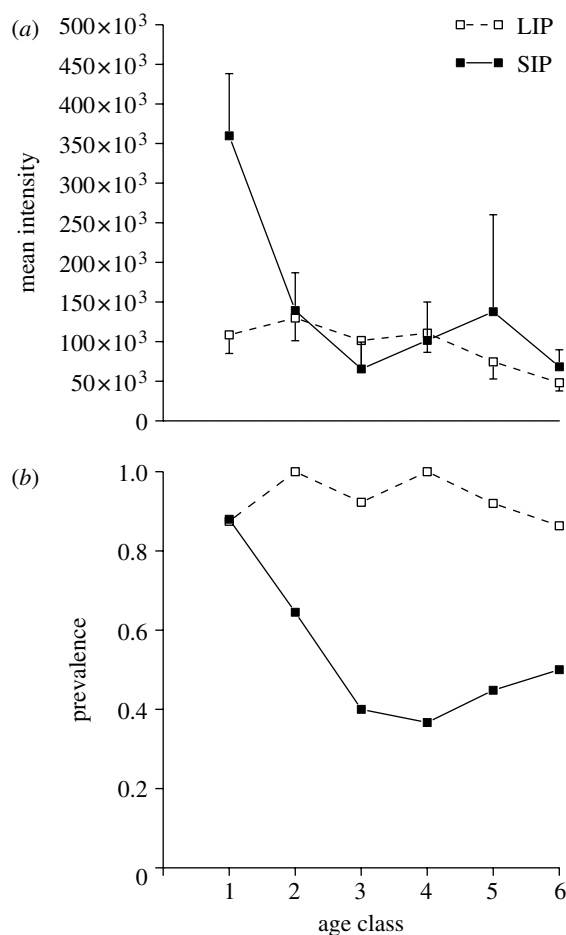 (a)
500×10³
450×10³
400×10³
350×10³
300×10³
250×10³
200×10³
150×10³
100×10³
50×10³
0
mean intensity
LIP
SIP
(b)
1.0
0.8
0.6
0.4
0.2
0
prevalence
1 2 3 4 5 6
age class